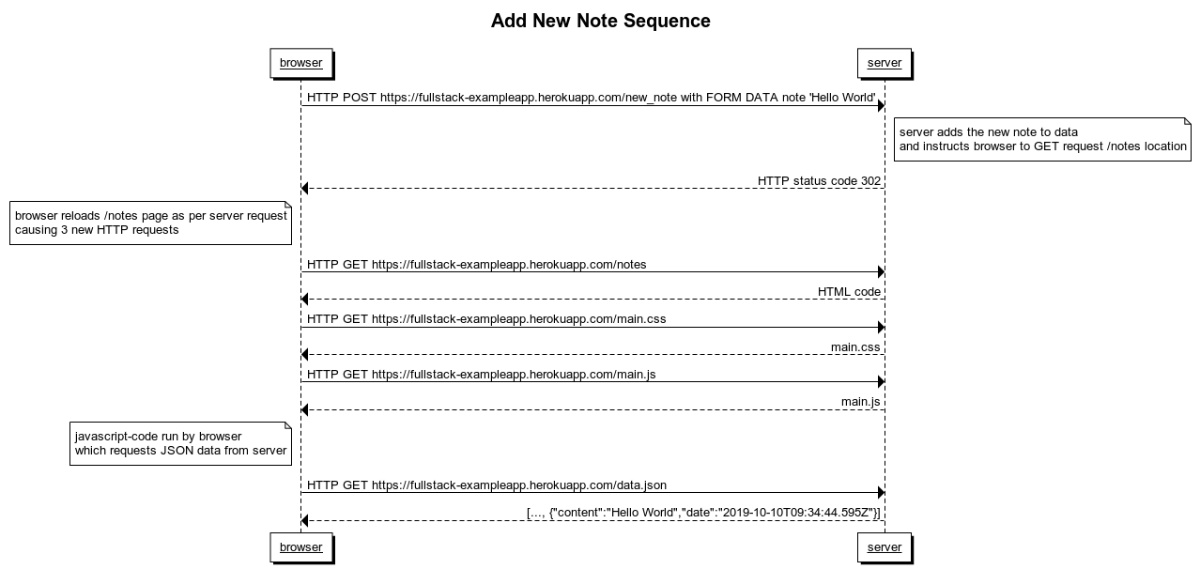 Add New Note Sequence
browser
server
HTTP POST https://fullstack-exampleapp.herokuapp.com/new_note with FORM DATA note 'Hello World'
server adds the new note to data
and instructs browser to GET request /notes location
HTTP status code 302
browser reloads /notes page as per server request
causing 3 new HTTP requests
HTTP GET https://fullstack-exampleapp.herokuapp.com/notes
HTML code
HTTP GET https://fullstack-exampleapp.herokuapp.com/main.css
main.css
HTTP GET https://fullstack-exampleapp.herokuapp.com/main.js
main.js
javascript-code run by browser
which requests JSON data from server
HTTP GET https://fullstack-exampleapp.herokuapp.com/data.json
[..., {"content":"Hello World","date":"2019-10-10T09:34:44.595Z"}]
browser
server